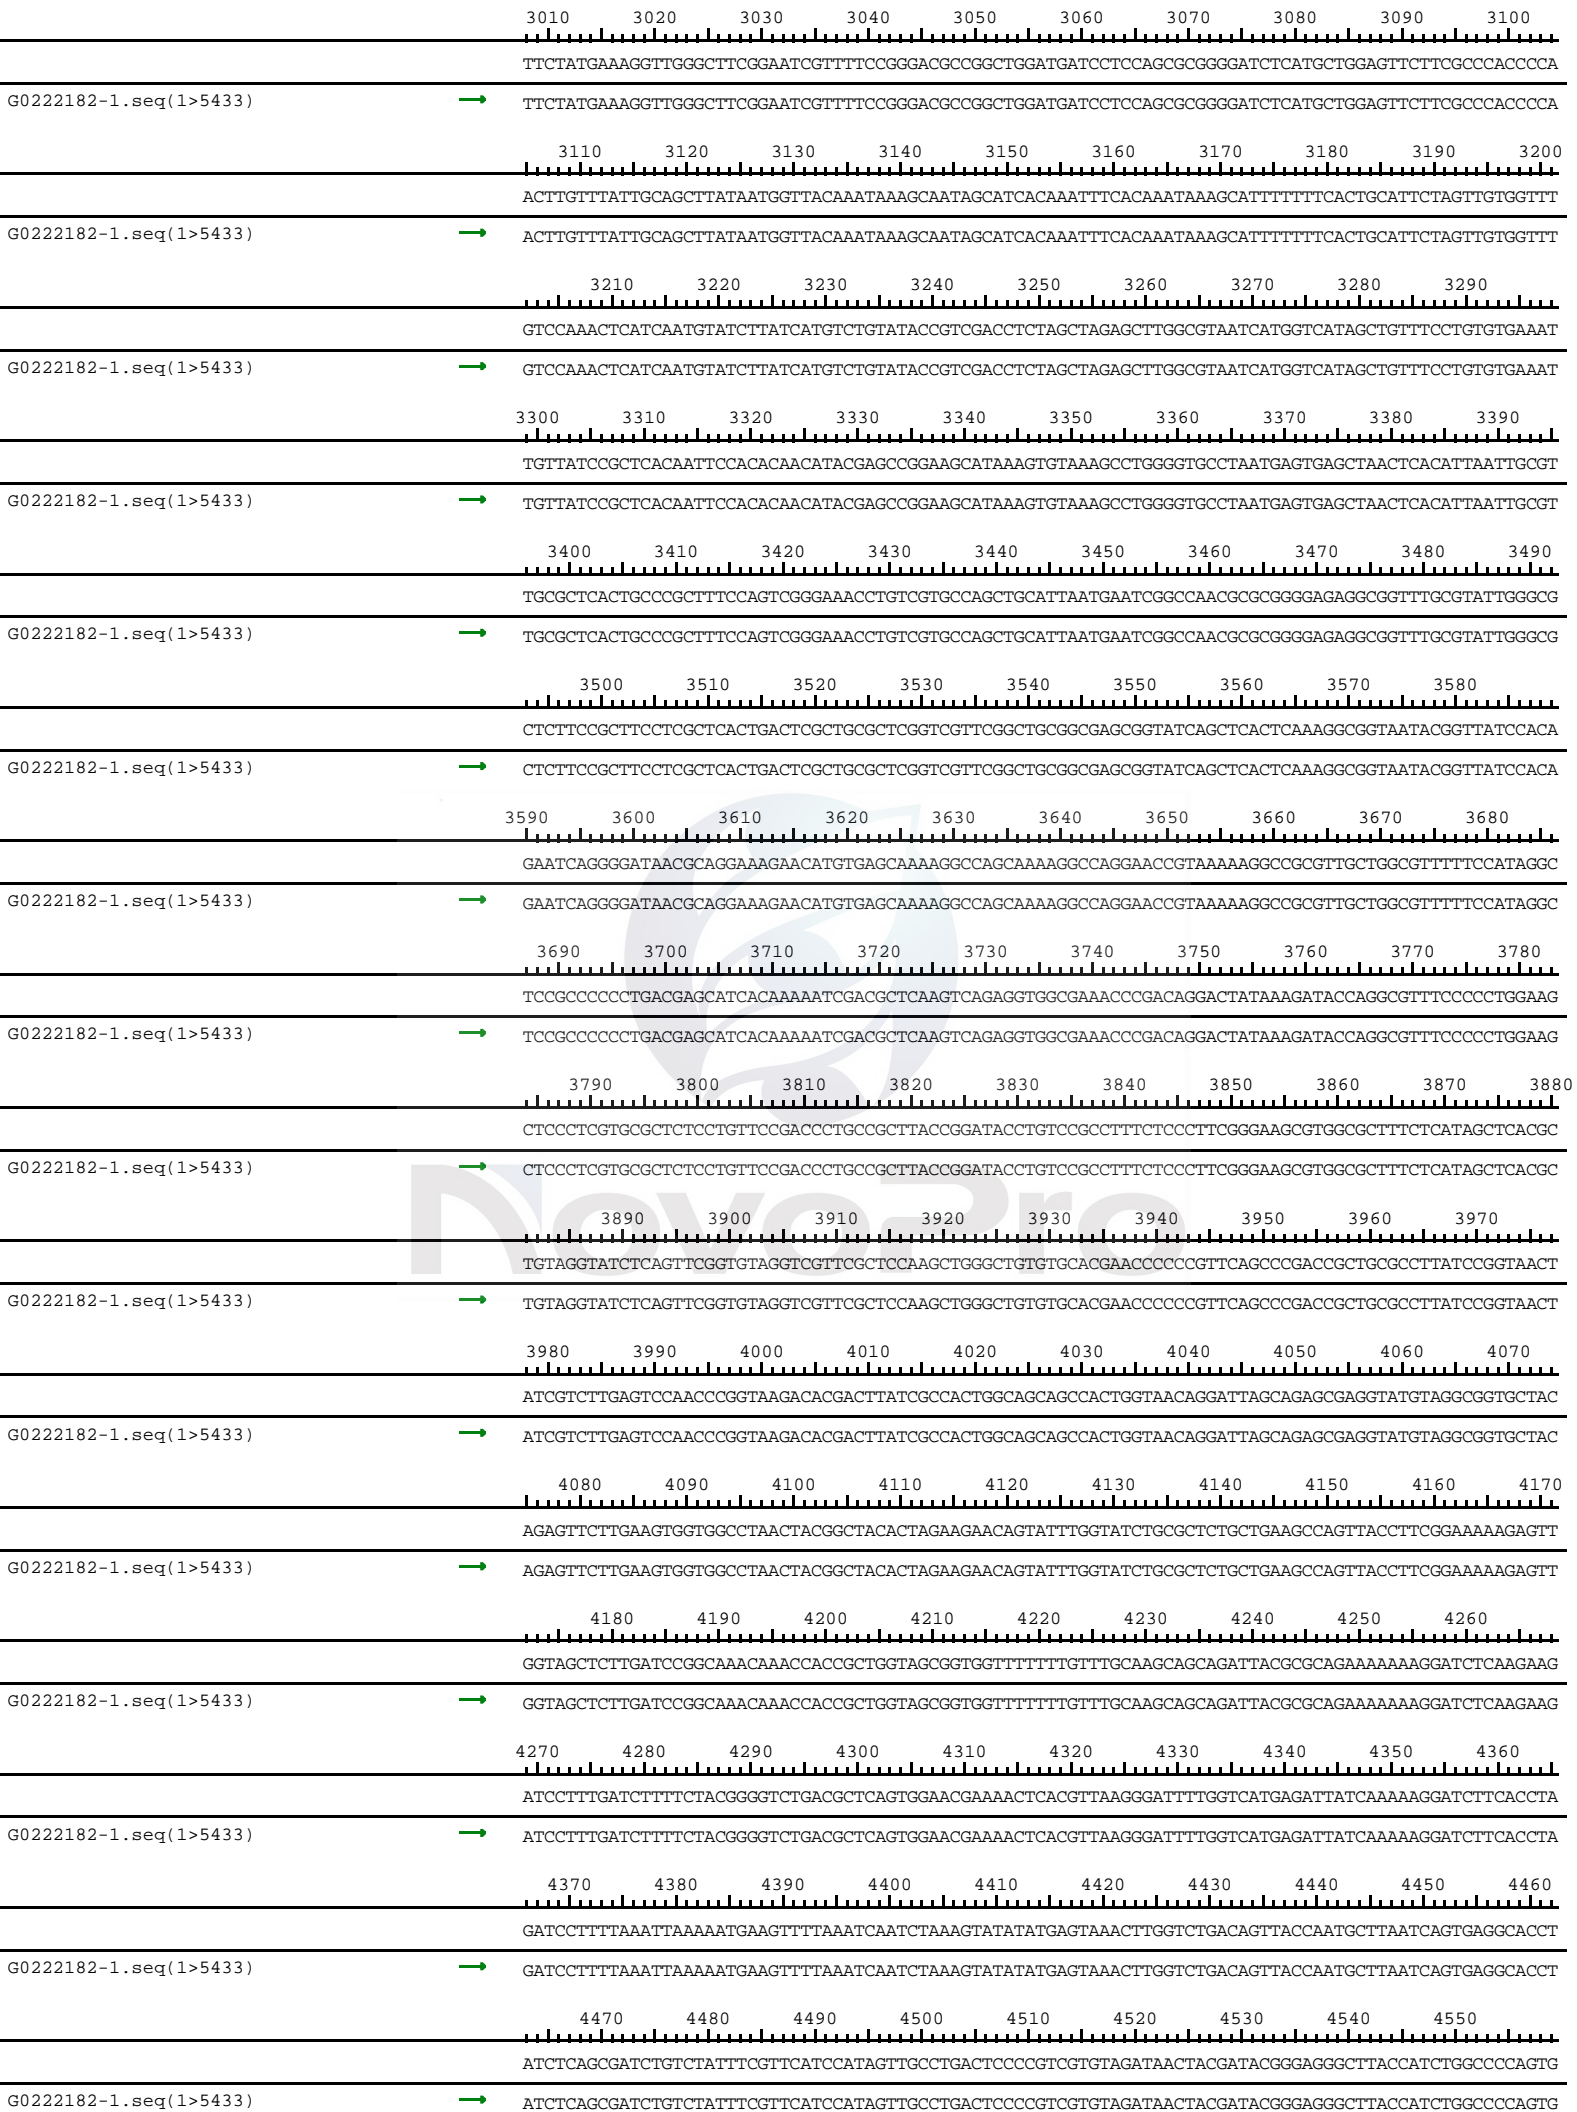 3010 3020 3030 3040 3050 3060 3070 3080 3090 3100
TTCTATGAAAGGTTGGGCTTCGGAATCGTTTTCCGGGACGCCGGCTGGATGATCCTCCAGCGCGGGGATCTCATGCTGGAGTTCTTCGCCCACCCCA
G0222182-1.seq(1>5433) TTCTATGAAAGGTTGGGCTTCGGAATCGTTTTCCGGGACGCCGGCTGGATGATCCTCCAGCGCGGGGATCTCATGCTGGAGTTCTTCGCCCACCCCA
3110 3120 3130 3140 3150 3160 3170 3180 3190 3200
ACTTGTTTATTGCAGCTTATAATGGTTACAAATAAAGCAATAGCATCACAAATTTCACAAATAAAGCATTTTTTTCACTGCATTCTAGTTGTGGTTT
G0222182-1.seq(1>5433) ACTTGTTTATTGCAGCTTATAATGGTTACAAATAAAGCAATAGCATCACAAATTTCACAAATAAAGCATTTTTTTCACTGCATTCTAGTTGTGGTTT
3210 3220 3230 3240 3250 3260 3270 3280 3290
GTCCAAACTCATCAATGTATCTTATCATGTCTGTATACCGTCGACCTCTAGCTAGAGCTTGGCGTAATCATGGTCATAGCTGTTTCCTGTGTGAAAT
G0222182-1.seq(1>5433) GTCCAAACTCATCAATGTATCTTATCATGTCTGTATACCGTCGACCTCTAGCTAGAGCTTGGCGTAATCATGGTCATAGCTGTTTCCTGTGTGAAAT
3300 3310 3320 3330 3340 3350 3360 3370 3380 3390
TGTTATCCGCTCACAATTCCACACAACATACGAGCCGGAAGCATAAAGTGTAAAGCCTGGGGTGCCTAATGAGTGAGCTAACTCACATTAATTGCGT
G0222182-1.seq(1>5433) TGTTATCCGCTCACAATTCCACACAACATACGAGCCGGAAGCATAAAGTGTAAAGCCTGGGGTGCCTAATGAGTGAGCTAACTCACATTAATTGCGT
3400 3410 3420 3430 3440 3450 3460 3470 3480 3490
TGCGCTCACTGCCCGCTTTCCAGTCGGGAAACCTGTCGTGCCAGCTGCATTAATGAATCGGCCAACGCGCGGGGAGAGGCGGTTTGCGTATTGGGCG
G0222182-1.seq(1>5433) TGCGCTCACTGCCCGCTTTCCAGTCGGGAAACCTGTCGTGCCAGCTGCATTAATGAATCGGCCAACGCGCGGGGAGAGGCGGTTTGCGTATTGGGCG
3500 3510 3520 3530 3540 3550 3560 3570 3580
CTCTTCCGCTTCCTCGCTCACTGACTCGCTGCGCTCGGTCGTTCGGCTGCGGCGAGCGGTATCAGCTCACTCAAAGGCGGTAATACGGTTATCCACA
G0222182-1.seq(1>5433) CTCTTCCGCTTCCTCGCTCACTGACTCGCTGCGCTCGGTCGTTCGGCTGCGGCGAGCGGTATCAGCTCACTCAAAGGCGGTAATACGGTTATCCACA
3590 3600 3610 3620 3630 3640 3650 3660 3670 3680
GAATCAGGGGATAACGCAGGAAAGAACATGTGAGCAAAAGGCCAGCAAAAGGCCAGGAACCGTAAAAAGGCCGCGTTGCTGGCGTTTTTCCATAGGC
G0222182-1.seq(1>5433) GAATCAGGGGATAACGCAGGAAAGAACATGTGAGCAAAAGGCCAGCAAAAGGCCAGGAACCGTAAAAAGGCCGCGTTGCTGGCGTTTTTCCATAGGC
3690 3700 3710 3720 3730 3740 3750 3760 3770 3780
TCCGCCCCCCTGACGAGCATCACAAAAATCGACGCTCAAGTCAGAGGTGGCGAAACCCGACAGGACTATAAAGATACCAGGCGTTTCCCCCTGGAAG
G0222182-1.seq(1>5433) TCCGCCCCCCTGACGAGCATCACAAAAATCGACGCTCAAGTCAGAGGTGGCGAAACCCGACAGGACTATAAAGATACCAGGCGTTTCCCCCTGGAAG
3790 3800 3810 3820 3830 3840 3850 3860 3870 3880
CTCCCTCGTGCGCTCTCCTGTTCCGACCCTGCCGCTTACCGGATACCTGTCCGCCTTTCTCCCTTCGGGAAGCGTGGCGCTTTCTCATAGCTCACGC
G0222182-1.seq(1>5433) CTCCCTCGTGCGCTCTCCTGTTCCGACCCTGCCGCTTACCGGATACCTGTCCGCCTTTCTCCCTTCGGGAAGCGTGGCGCTTTCTCATAGCTCACGC
NovoPro
3890 3900 3910 3920 3930 3940 3950 3960 3970
TGTAGGTATCTCAGTTCGGTGTAGGTCGTTCGCTCCAAGCTGGGCTGTGTGCACGAACCCCCCGTTCAGCCCGACCGCTGCGCCTTATCCGGTAACT
G0222182-1.seq(1>5433) TGTAGGTATCTCAGTTCGGTGTAGGTCGTTCGCTCCAAGCTGGGCTGTGTGCACGAACCCCCCGTTCAGCCCGACCGCTGCGCCTTATCCGGTAACT
3980 3990 4000 4010 4020 4030 4040 4050 4060 4070
ATCGTCTTGAGTCCAACCCGGTAAGACACGACTTATCGCCACTGGCAGCAGCCACTGGTAACAGGATTAGCAGAGCGAGGTATGTAGGCGGTGCTAC
G0222182-1.seq(1>5433) ATCGTCTTGAGTCCAACCCGGTAAGACACGACTTATCGCCACTGGCAGCAGCCACTGGTAACAGGATTAGCAGAGCGAGGTATGTAGGCGGTGCTAC
4080 4090 4100 4110 4120 4130 4140 4150 4160 4170
AGAGTTCTTGAAGTGGTGGCCTAACTACGGCTACACTAGAAGAACAGTATTTGGTATCTGCGCTCTGCTGAAGCCAGTTACCTTCGGAAAAAGAGTT
G0222182-1.seq(1>5433) AGAGTTCTTGAAGTGGTGGCCTAACTACGGCTACACTAGAAGAACAGTATTTGGTATCTGCGCTCTGCTGAAGCCAGTTACCTTCGGAAAAAGAGTT
4180 4190 4200 4210 4220 4230 4240 4250 4260
GGTAGCTCTTGATCCGGCAAACAAACCACCGCTGGTAGCGGTGGTTTTTTTGTTTGCAAGCAGCAGATTACGCGCAGAAAAAAAGGATCTCAAGAAG
G0222182-1.seq(1>5433) GGTAGCTCTTGATCCGGCAAACAAACCACCGCTGGTAGCGGTGGTTTTTTTGTTTGCAAGCAGCAGATTACGCGCAGAAAAAAAGGATCTCAAGAAG
4270 4280 4290 4300 4310 4320 4330 4340 4350 4360
ATCCTTTGATCTTTTCTACGGGGTCTGACGCTCAGTGGAACGAAAACTCACGTTAAGGGATTTTGGTCATGAGATTATCAAAAAGGATCTTCACCTA
G0222182-1.seq(1>5433) ATCCTTTGATCTTTTCTACGGGGTCTGACGCTCAGTGGAACGAAAACTCACGTTAAGGGATTTTGGTCATGAGATTATCAAAAAGGATCTTCACCTA
4370 4380 4390 4400 4410 4420 4430 4440 4450 4460
GATCCTTTTAAATTAAAAATGAAGTTTTAAATCAATCTAAAGTATATATGAGTAAACTTGGTCTGACAGTTACCAATGCTTAATCAGTGAGGCACCT
G0222182-1.seq(1>5433) GATCCTTTTAAATTAAAAATGAAGTTTTAAATCAATCTAAAGTATATATGAGTAAACTTGGTCTGACAGTTACCAATGCTTAATCAGTGAGGCACCT
4470 4480 4490 4500 4510 4520 4530 4540 4550
ATCTCAGCGATCTGTCTATTTCGTTCATCCATAGTTGCCTGACTCCCCGTCGTGTAGATAACTACGATACGGGAGGGCTTACCATCTGGCCCCAGTG
G0222182-1.seq(1>5433) ATCTCAGCGATCTGTCTATTTCGTTCATCCATAGTTGCCTGACTCCCCGTCGTGTAGATAACTACGATACGGGAGGGCTTACCATCTGGCCCCAGTG